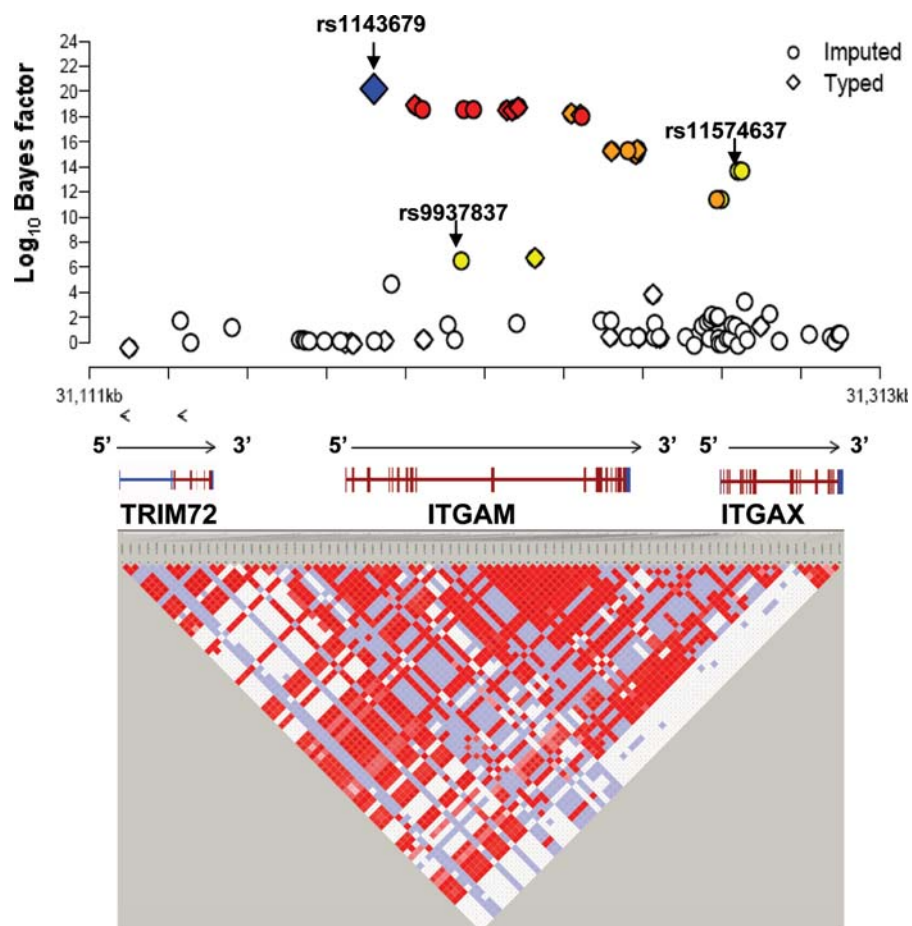 rs1143679
24
22
20
18
16
14
12
10
8
6
4
2
0
Log10 Bayes factor
Imputed
Typed
rs11574637
rs9937837
31,111kb
31,313kb
5’ 3’ 5’ 3’ 5’ 3’
TRIM72 ITGAM ITGAX